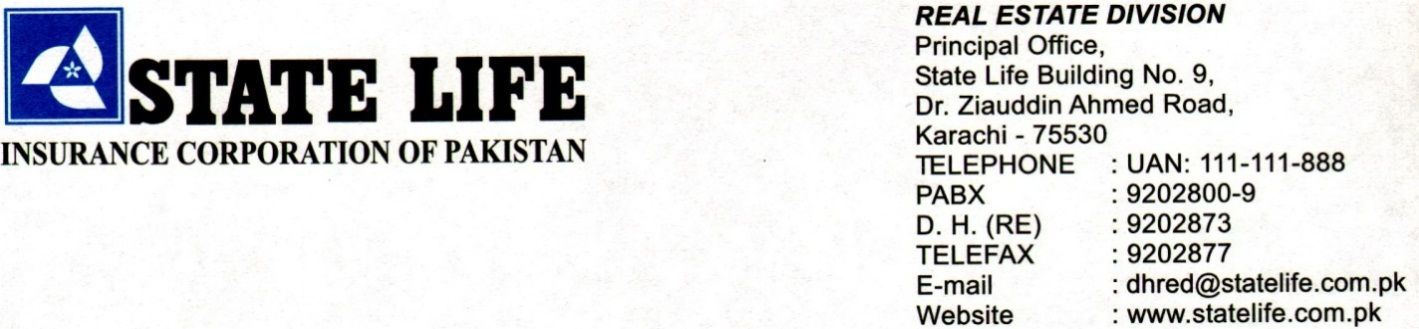 STATE LIFE
INSURANCE CORPORATION OF PAKISTAN
REAL ESTATE DIVISION
Principal Office,
State Life Building No. 9,
Dr. Ziauddin Ahmed Road,
Karachi - 75530
TELEPHONE : UAN: 111-111-888
PABX : 9202800-9
D. H. (RE) : 9202873
TELEFAX : 9202877
E-mail : dhred@statelife.com.pk
Website : www.statelife.com.pk